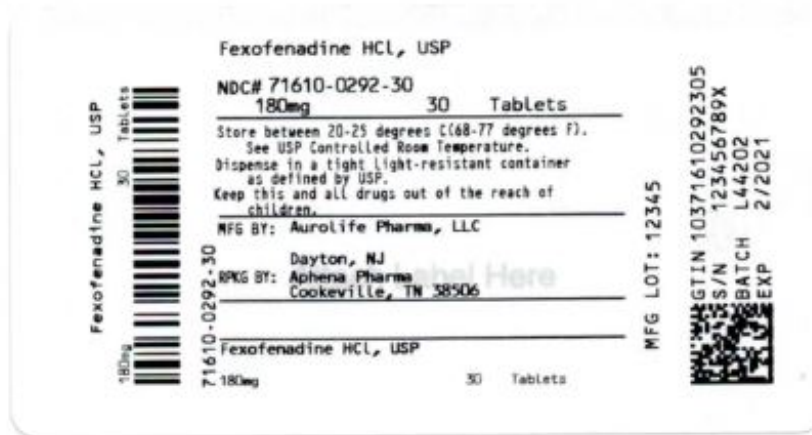 Fexofenadine HCl, USP
NDC# 71610-0292-30
180mg 30 Tablets
Store between 20-25 degrees C(68-77 degrees F).
See USP Controlled Room Temperature.
Dispense in a tight light-resistant container
as defined by USP.
Keep this and all drugs out of the reach of
children.
MFG BY: Aurolife Pharma, LLC
Dayton, NJ
RPKG BY: Aphena Pharma
Cookeville, TN 38506
Label Here
Fexofenadine HCl, USP
180mg 30 Tablets
Fexofenadine HCl, USP
180mg 30 Tablets
71610-0292-30
MFG LOT: 12345
GTIN 10371610292305
S/N 123456789X
BATCH L44202
EXP 2/2021